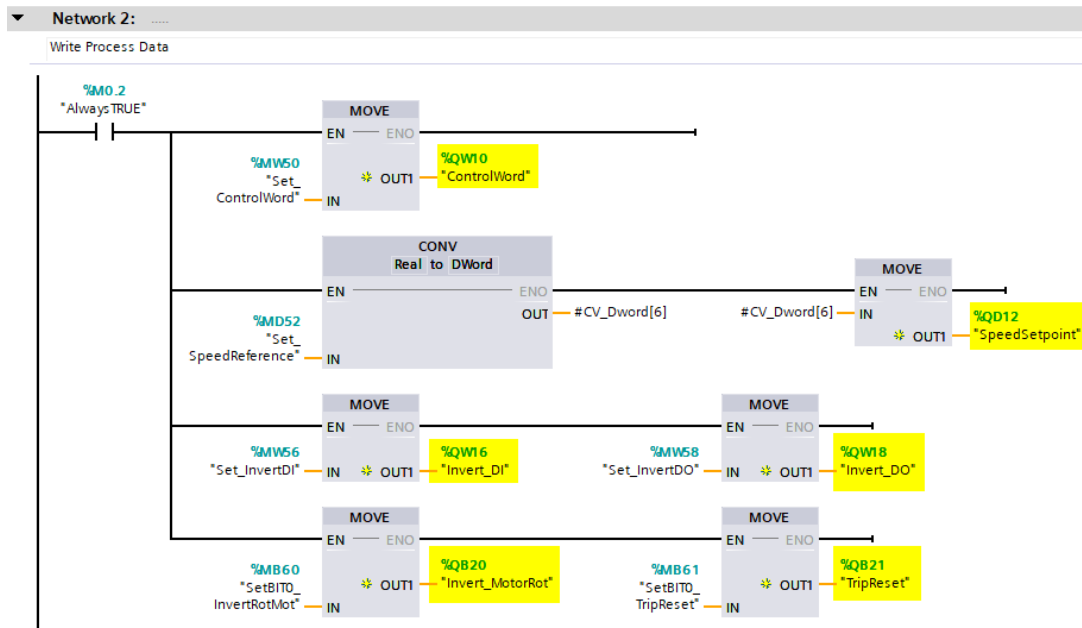 Network 2: .....
Write Process Data
%M0.2
"AlwaysTRUE"
MOVE
EN ENO
%MW50
"Set_
ControlWord"
IN
OUT1
%QW10
"ControlWord"
CONV
Real to DWord
EN ENO
%MD52
"Set_
SpeedReference"
IN
OUT
#CV_Dword[6]
MOVE
EN ENO
#CV_Dword[6]
IN
OUT1
%QD12
"SpeedSetpoint"
MOVE
EN ENO
%MW56
"Set_InvertDI"
IN
OUT1
%QW16
"Invert_DI"
MOVE
EN ENO
%MW58
"Set_InvertDO"
IN
OUT1
%QW18
"Invert_DO"
MOVE
EN ENO
%MB60
"SetBIT0_
InvertRotMot"
IN
OUT1
%QB20
"Invert_MotorRot"
MOVE
EN ENO
%MB61
"SetBIT0_
TripReset"
IN
OUT1
%QB21
"TripReset"